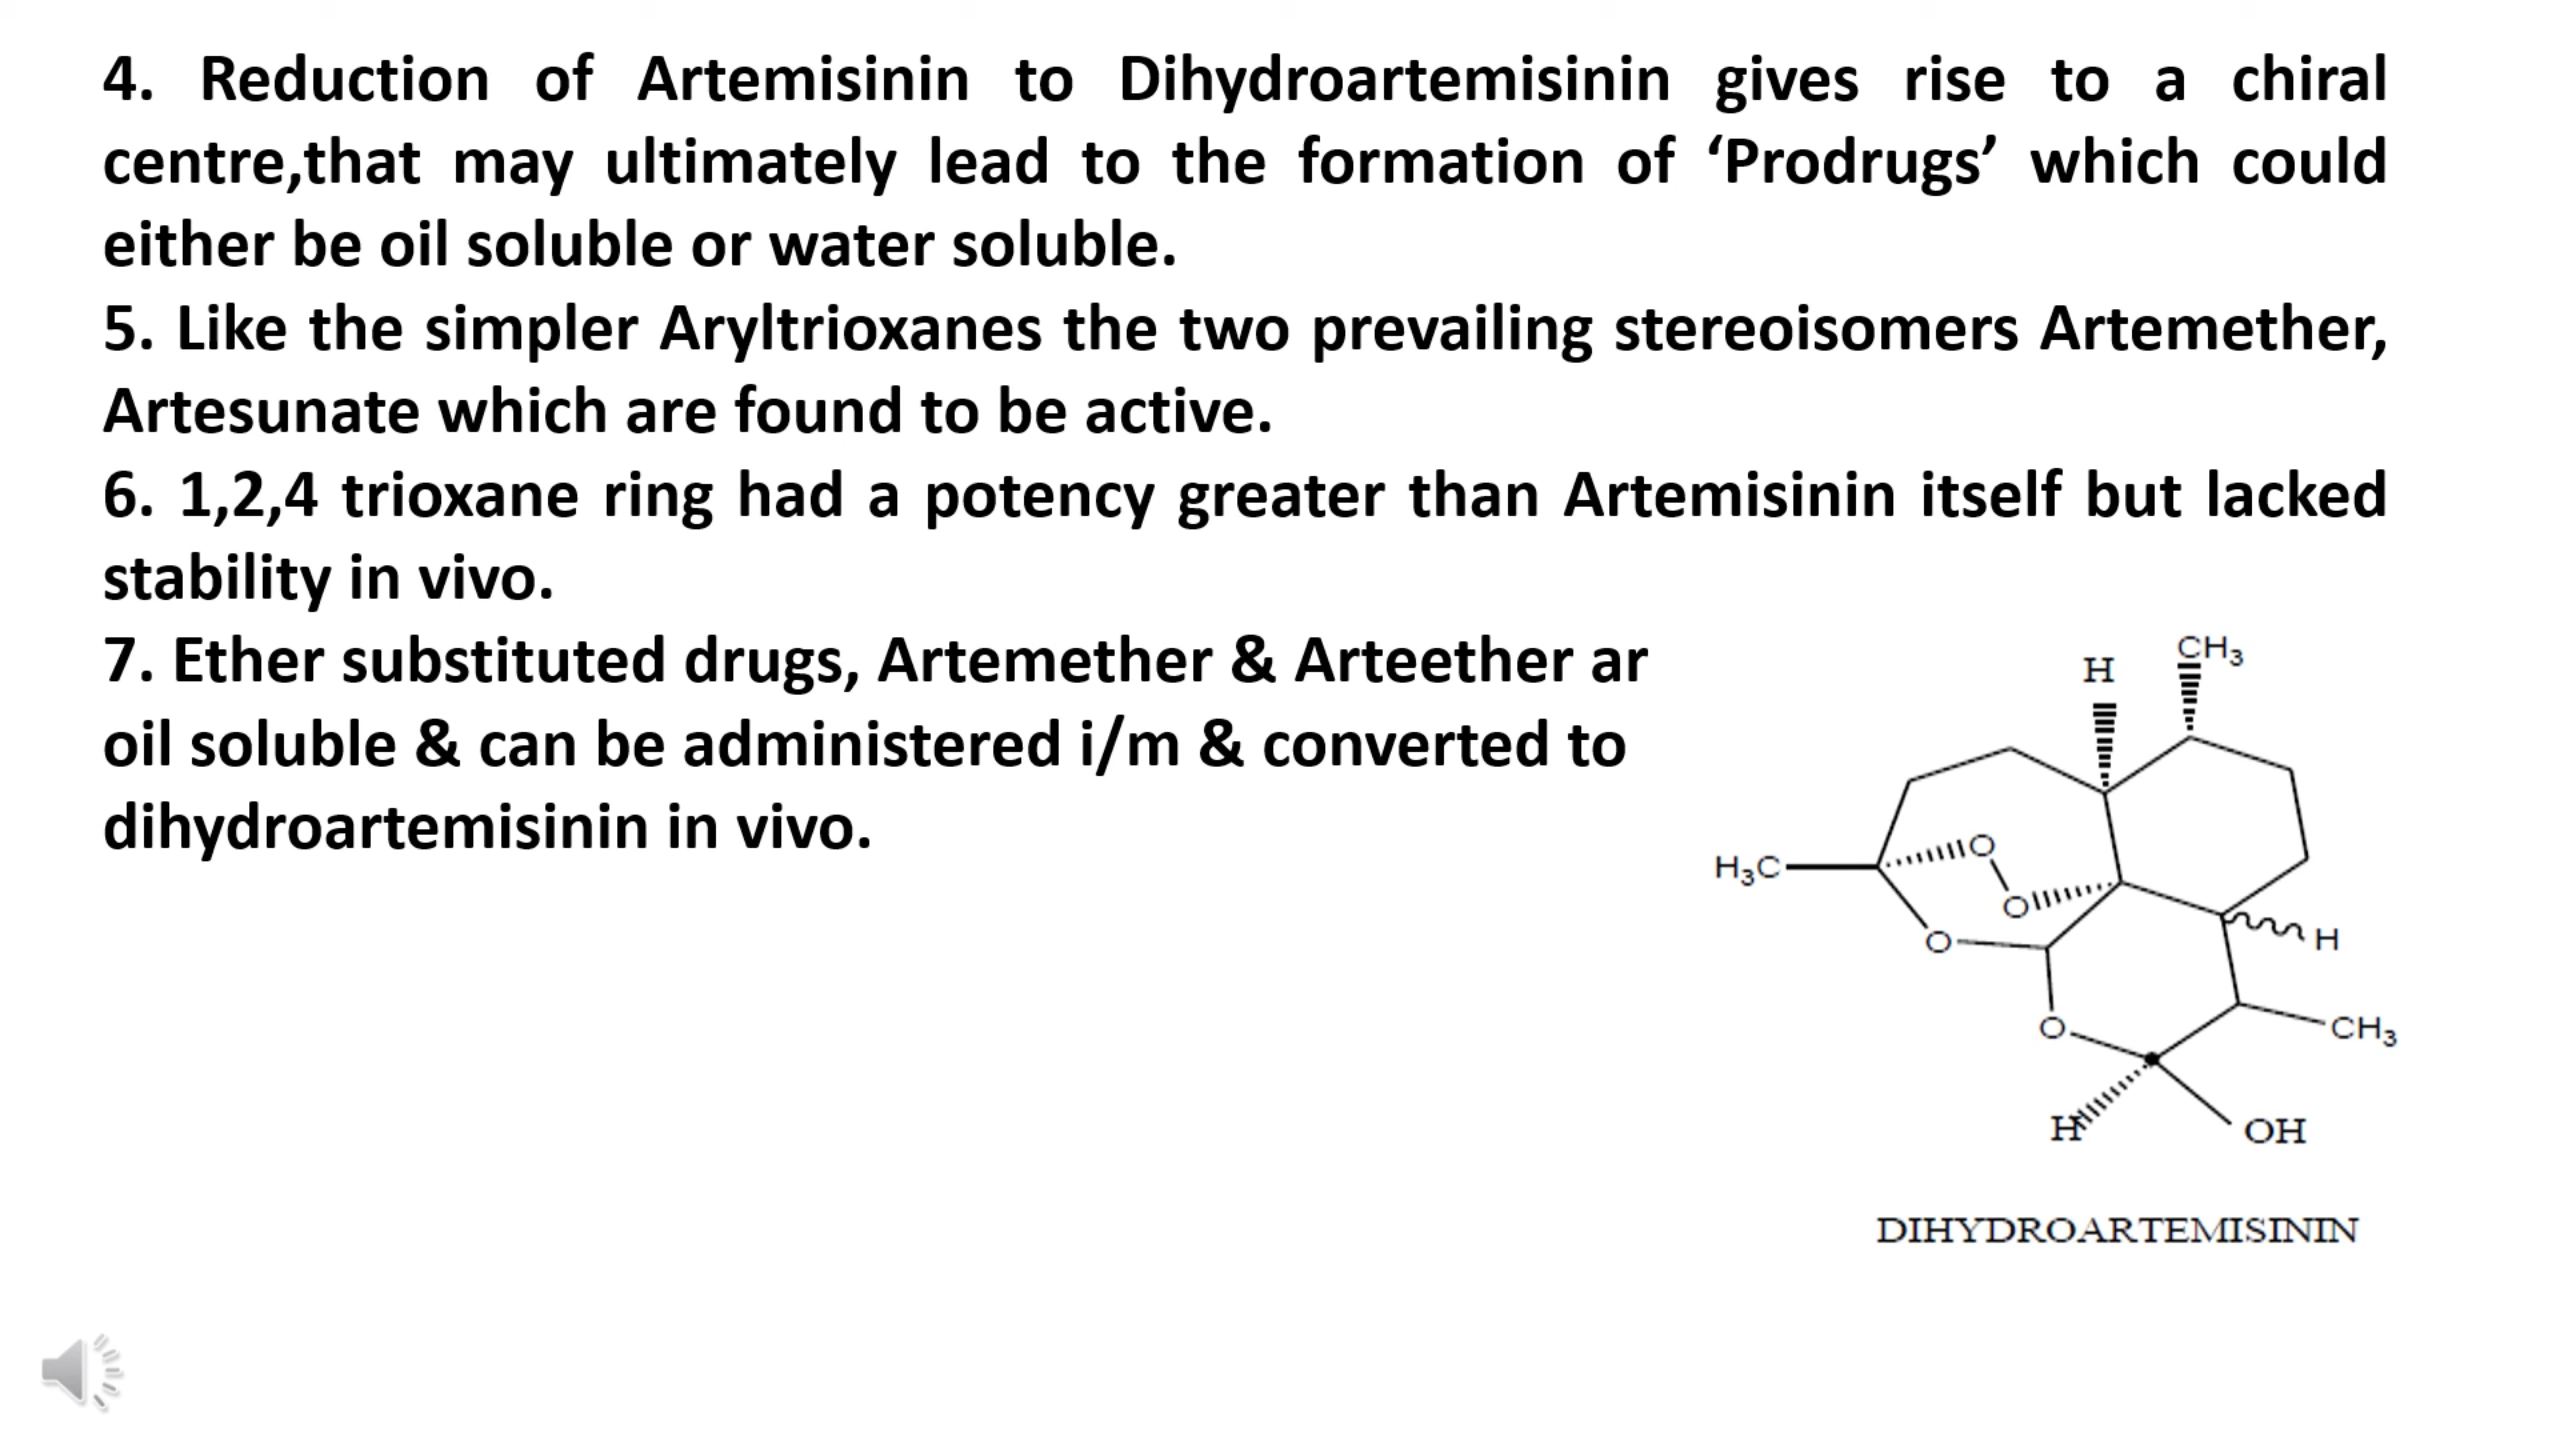 4. Reduction of Artemisinin to Dihydroartemisinin gives rise to a chiral
centre,that may ultimately lead to the formation of ‘Prodrugs’ which could
either be oil soluble or water soluble.
5. Like the simpler Aryltrioxanes the two prevailing stereoisomers Artemether,
Artesunate which are found to be active.
6. 1,2,4 trioxane ring had a potency greater than Artemisinin itself but lacked
stability in vivo.
7. Ether substituted drugs, Artemether & Arteether ar
oil soluble & can be administered i/m & converted to
dihydroartemisinin in vivo.
CH3
H
O
H3C
O
O
H
O
CH3
H
OH
DIHYDROARTEMISININ